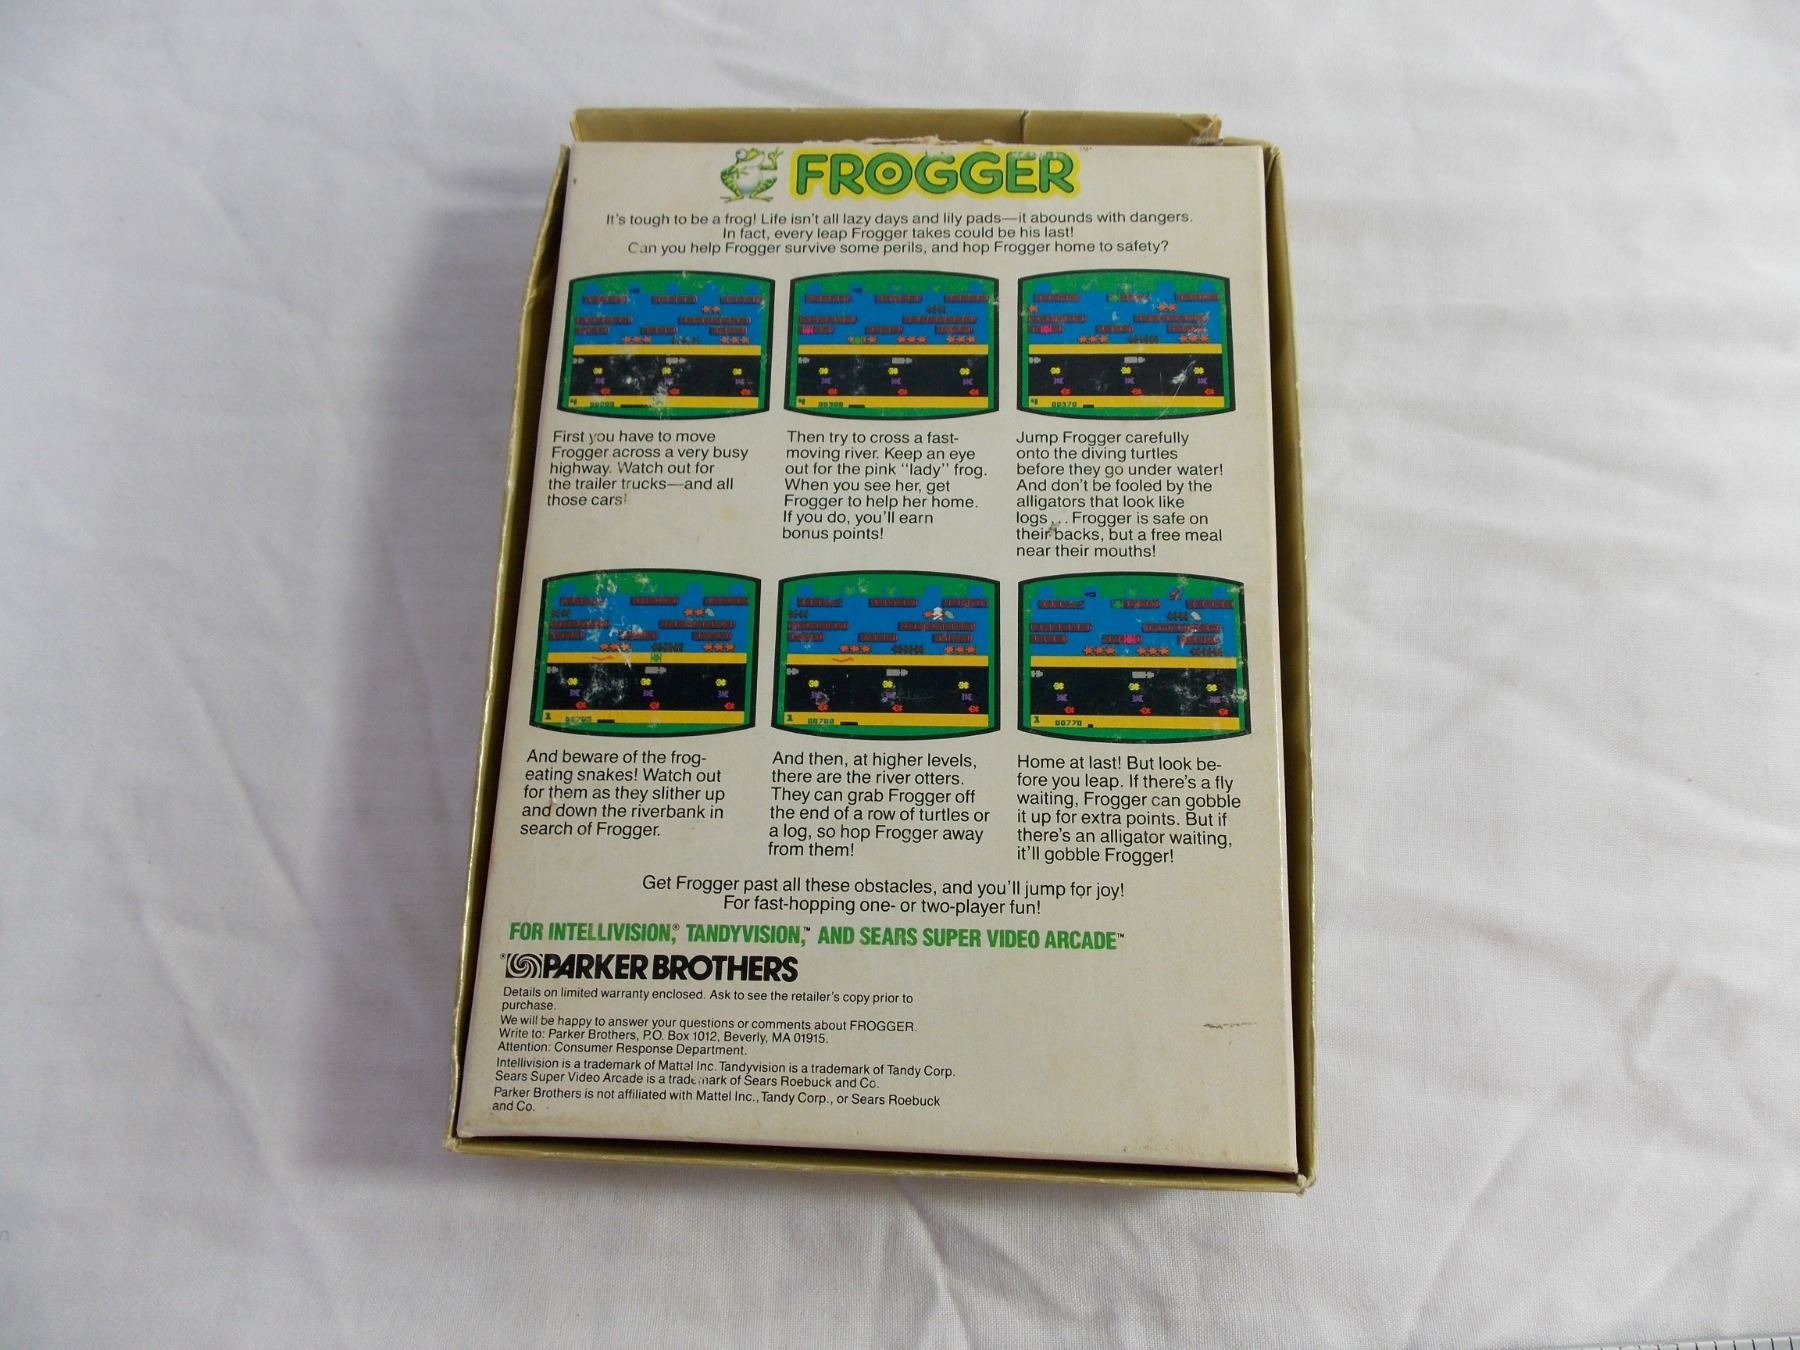 FROGGER™
It's tough to be a frog! Life isn't all lazy days and lily pads—it abounds with dangers.
In fact, every leap Frogger takes could be his last!
Can you help Frogger survive some perils, and hop Frogger home to safety?
4
4 00300
4 00370
First you have to move
Frogger across a very busy
highway. Watch out for
the trailer trucks—and all
those cars!
Then try to cross a fast-
moving river. Keep an eye
out for the pink "lady" frog.
When you see her, get
Frogger to help her home.
If you do, you'll earn
bonus points!
Jump Frogger carefully
onto the diving turtles
before they go under water!
And don't be fooled by the
alligators that look like
logs... Frogger is safe on
their backs, but a free meal
near their mouths!
1
1 00760
1 00770
And beware of the frog-
eating snakes! Watch out
for them as they slither up
and down the riverbank in
search of Frogger.
And then, at higher levels,
there are the river otters.
They can grab Frogger off
the end of a row of turtles or
a log, so hop Frogger away
from them!
Home at last! But look be-
fore you leap. If there's a fly
waiting, Frogger can gobble
it up for extra points. But if
there's an alligator waiting,
it'll gobble Frogger!
Get Frogger past all these obstacles, and you'll jump for joy!
For fast-hopping one- or two-player fun!
FOR INTELLIVISION,® TANDYVISION,™ AND SEARS SUPER VIDEO ARCADE™
PARKER BROTHERS
Details on limited warranty enclosed. Ask to see the retailer's copy prior to
purchase.
We will be happy to answer your questions or comments about FROGGER.
Write to: Parker Brothers, P.O. Box 1012, Beverly, MA 01915.
Attention: Consumer Response Department.
Intellivision is a trademark of Mattel Inc. Tandyvision is a trademark of Tandy Corp.
Sears Super Video Arcade is a trademark of Sears Roebuck and Co.
Parker Brothers is not affiliated with Mattel Inc., Tandy Corp., or Sears Roebuck
and Co.